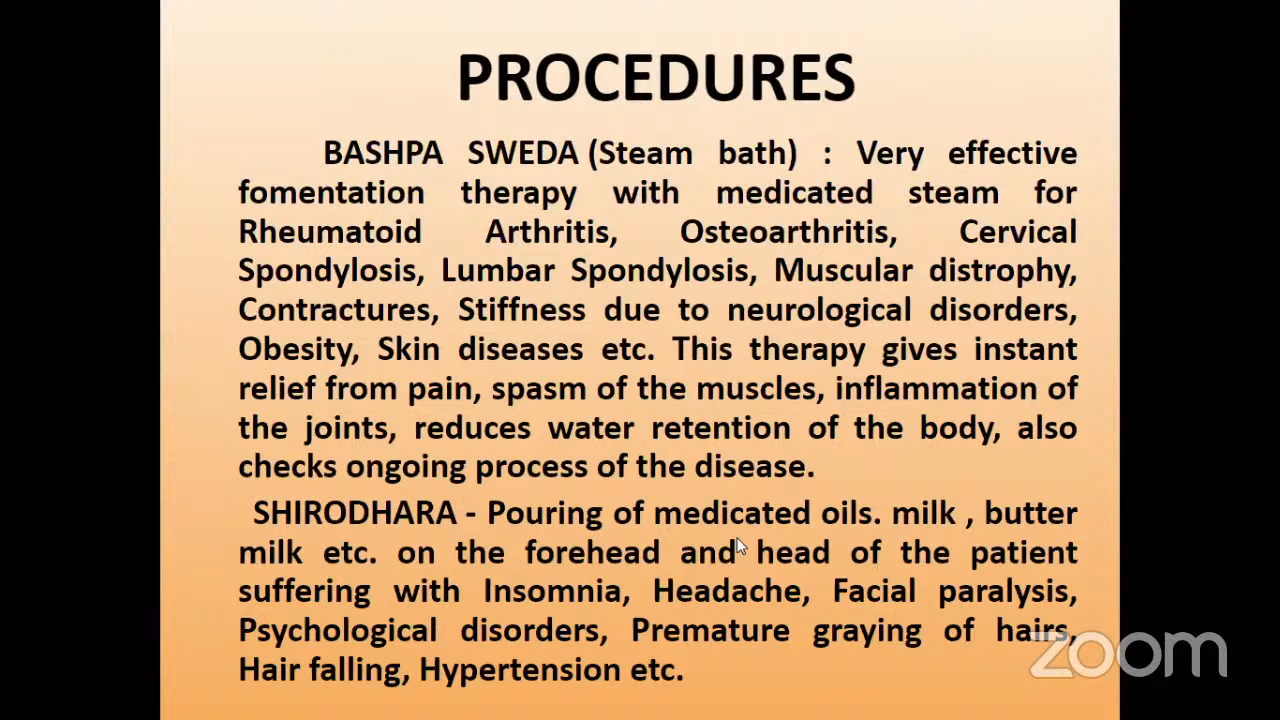 PROCEDURES
BASHPA SWEDA (Steam bath) : Very effective
fomentation therapy with medicated steam for
Rheumatoid Arthritis, Osteoarthritis, Cervical
Spondylosis, Lumbar Spondylosis, Muscular distrophy,
Contractures, Stiffness due to neurological disorders,
Obesity, Skin diseases etc. This therapy gives instant
relief from pain, spasm of the muscles, inflammation of
the joints, reduces water retention of the body, also
checks ongoing process of the disease.
SHIRODHARA - Pouring of medicated oils. milk , butter
milk etc. on the forehead and head of the patient
suffering with Insomnia, Headache, Facial paralysis,
Psychological disorders, Premature graying of hairs,
Hair falling, Hypertension etc.
zoom